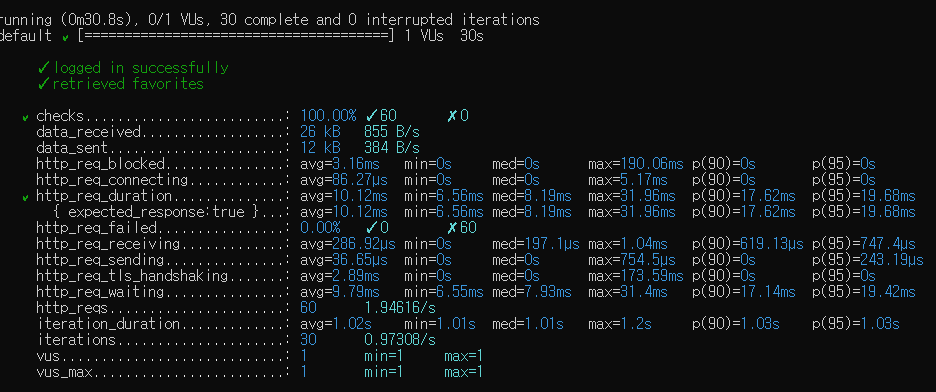 running (0m30.8s), 0/1 VUs, 30 complete and 0 interrupted iterations
default ✓ [======================================] 1 VUs  30s
✓ logged in successfully
✓ retrieved favorites
✓ checks.........................: 100.00% ✓60 ✗0
data_received..................: 26 kB 855 B/s
data_sent......................: 12 kB 384 B/s
http_req_blocked...............: avg=3.16ms min=0s med=0s max=190.06ms p(90)=0s p(95)=0s
http_req_connecting............: avg=86.27µs min=0s med=0s max=5.17ms p(90)=0s p(95)=0s
✓ http_req_duration..............: avg=10.12ms min=6.56ms med=8.19ms max=31.96ms p(90)=17.62ms p(95)=19.68ms
{ expected_response:true }...: avg=10.12ms min=6.56ms med=8.19ms max=31.96ms p(90)=17.62ms p(95)=19.68ms
http_req_failed................: 0.00% ✓0 ✗60
http_req_receiving.............: avg=286.92µs min=0s med=197.1µs max=1.04ms p(90)=619.13µs p(95)=747.4µs
http_req_sending...............: avg=36.65µs min=0s med=0s max=754.5µs p(90)=0s p(95)=243.19µs
http_req_tls_handshaking.......: avg=2.89ms min=0s med=0s max=173.59ms p(90)=0s p(95)=0s
http_req_waiting...............: avg=9.79ms min=6.55ms med=7.93ms max=31.4ms p(90)=17.14ms p(95)=19.42ms
http_reqs......................: 60 1.94616/s
iteration_duration.............: avg=1.02s min=1.01s med=1.01s max=1.2s p(90)=1.03s p(95)=1.03s
iterations.....................: 30 0.97308/s
vus............................: 1 min=1 max=1
vus_max........................: 1 min=1 max=1